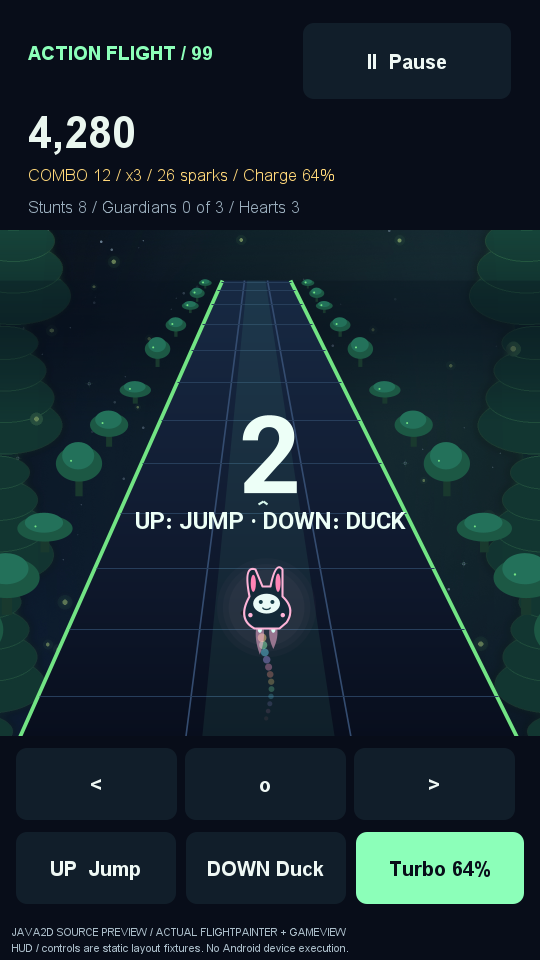 ACTION FLIGHT / 99
II Pause
4,280
COMBO 12 / x3 / 26 sparks / Charge 64%
Stunts 8 / Guardians 0 of 3 / Hearts 3
2
UP: JUMP · DOWN: DUCK
< o >
UP Jump DOWN Duck Turbo 64%
JAVA2D SOURCE PREVIEW / ACTUAL FLIGHTPAINTER + GAMEVIEW
HUD / controls are static layout fixtures. No Android device execution.